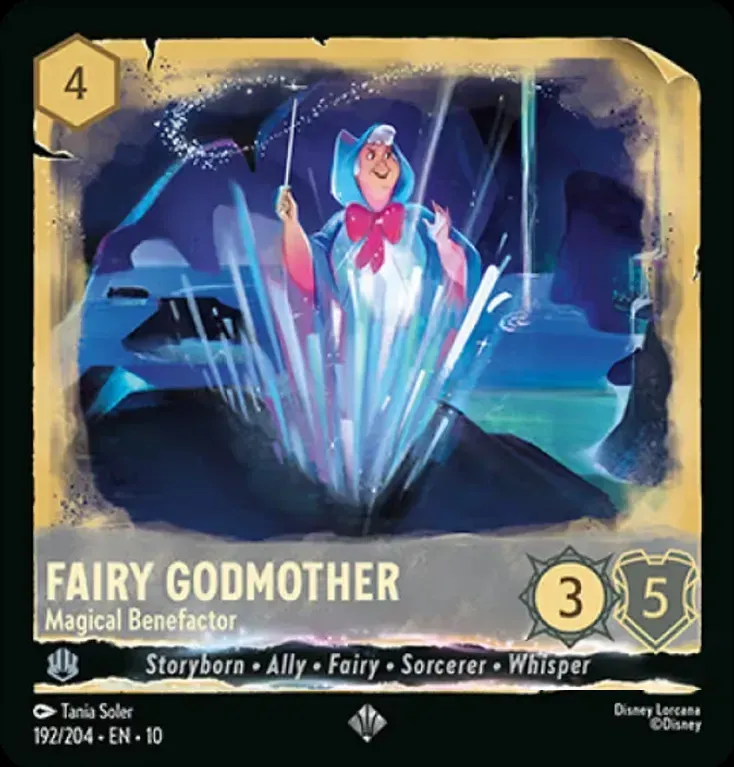 4
FAIRY GODMOTHER
Magical Benefactor
3
5
Storyborn • Ally • Fairy • Sorcerer • Whisper
Tania Soler
192/204 • EN • 10
Disney Lorcana
©Disney